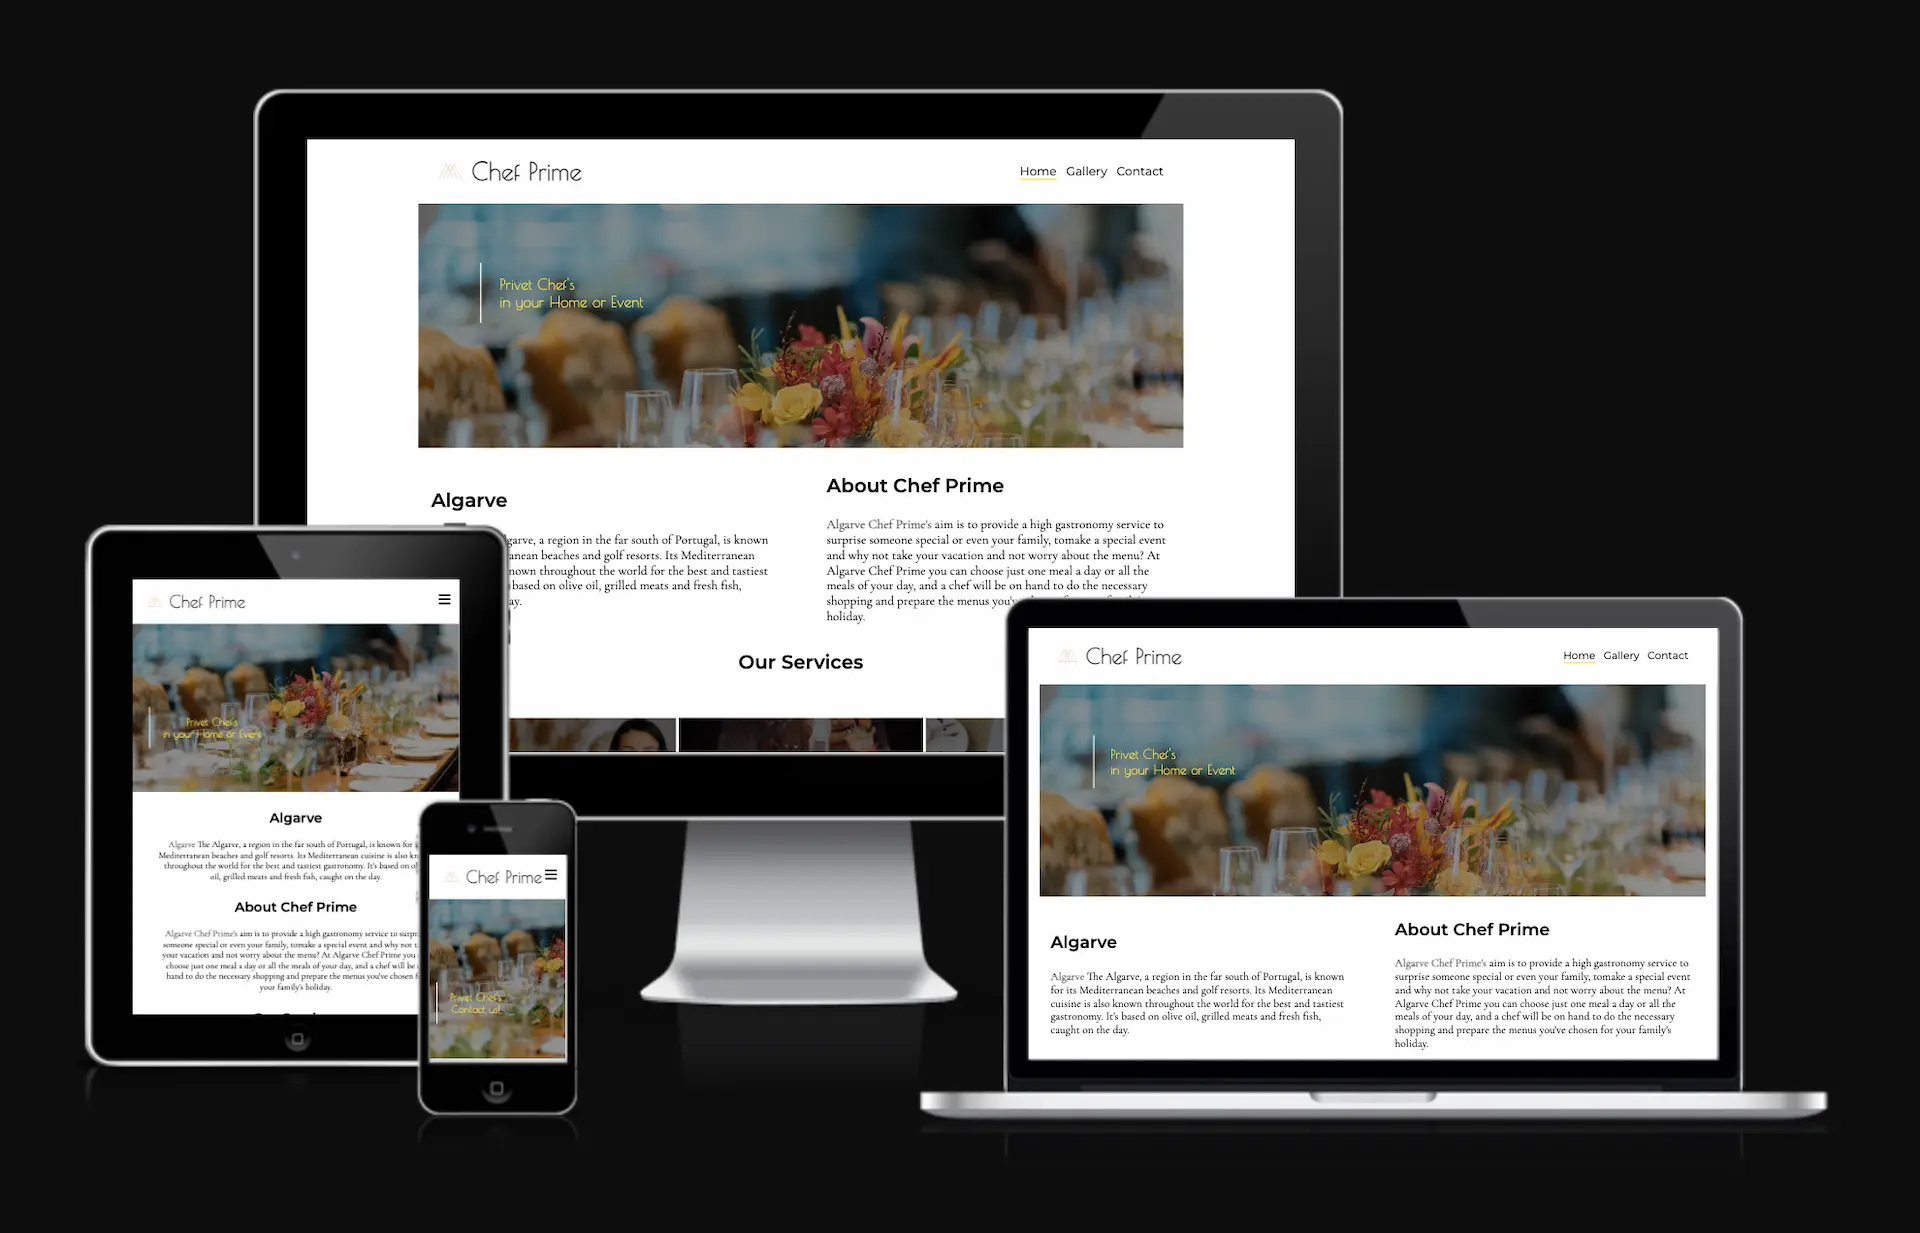 Chef Prime
Home Gallery Contact
Privet Chef's
in your Home or Event
Algarve
garve, a region in the far south of Portugal, is known
anean beaches and golf resorts. Its Mediterranean
nown throughout the world for the best and tastiest
based on olive oil, grilled meats and fresh fish,
ay.
About Chef Prime
Algarve Chef Prime's aim is to provide a high gastronomy service to
surprise someone special or even your family, tomake a special event
and why not take your vacation and not worry about the menu? At
Algarve Chef Prime you can choose just one meal a day or all the
meals of your day, and a chef will be on hand to do the necessary
shopping and prepare the menus you've
holiday.
Our Services
Chef Prime
Privet Chef's
in your Home or Event
Algarve
Algarve The Algarve, a region in the far south of Portugal, is known for
Mediterranean beaches and golf resorts. Its Mediterranean cuisine is also kn
throughout the world for the best and tastiest gastronomy. It's based on ol
oil, grilled meats and fresh fish, caught on the day.
About Chef Prime
Algarve Chef Prime's aim is to provide a high gastronomy service to surpr
someone special or even your family, tomake a special event and why not t
your vacation and not worry about the menu? At Algarve Chef Prime you
choose just one meal a day or all the meals of your day, and a chef will be
hand to do the necessary shopping and prepare the menus you've chosen f
your family's holiday.
Chef Prime
Privet Chef's
Contact us!
Chef Prime
Home Gallery Contact
Privet Chef's
in your Home or Event
Algarve
Algarve The Algarve, a region in the far south of Portugal, is known
for its Mediterranean beaches and golf resorts. Its Mediterranean
cuisine is also known throughout the world for the best and tastiest
gastronomy. It's based on olive oil, grilled meats and fresh fish,
caught on the day.
About Chef Prime
Algarve Chef Prime's aim is to provide a high gastronomy service to
surprise someone special or even your family, tomake a special event
and why not take your vacation and not worry about the menu? At
Algarve Chef Prime you can choose just one meal a day or all the
meals of your day, and a chef will be on hand to do the necessary
shopping and prepare the menus you've chosen for your family's
holiday.